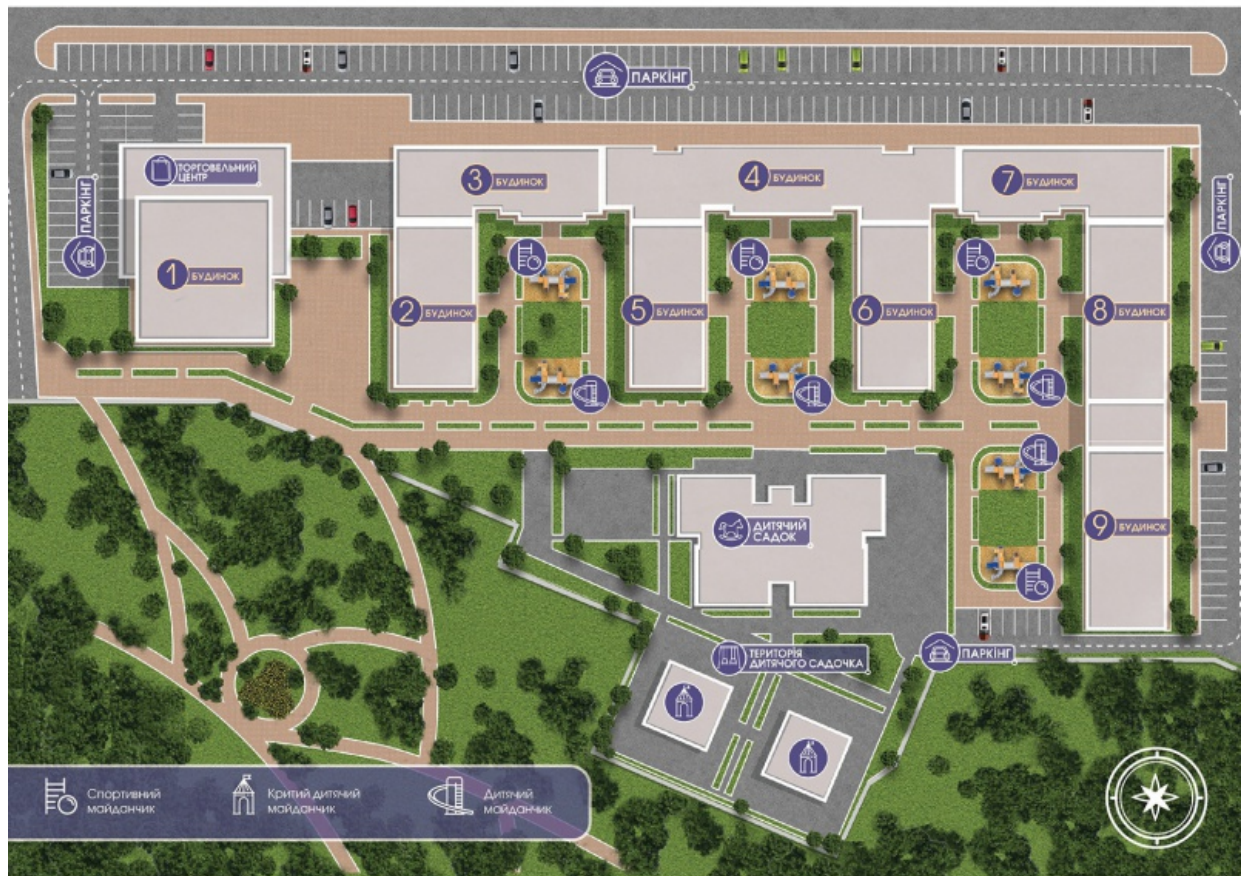 ПАРКІНГ
ТОРГОВЕЛЬНИЙ
ЦЕНТР
3 БУДИНОК
4 БУДИНОК
7 БУДИНОК
ПАРКІНГ
ПАРКІНГ
1 БУДИНОК
2 БУДИНОК
5 БУДИНОК
6 БУДИНОК
8 БУДИНОК
ДИТЯЧИЙ
САДОК
9 БУДИНОК
ТЕРИТОРІЯ
ДИТЯЧОГО САДОЧКА
ПАРКІНГ
Спортивний
майданчик
Критий дитячий
майданчик
Дитячий
майданчик